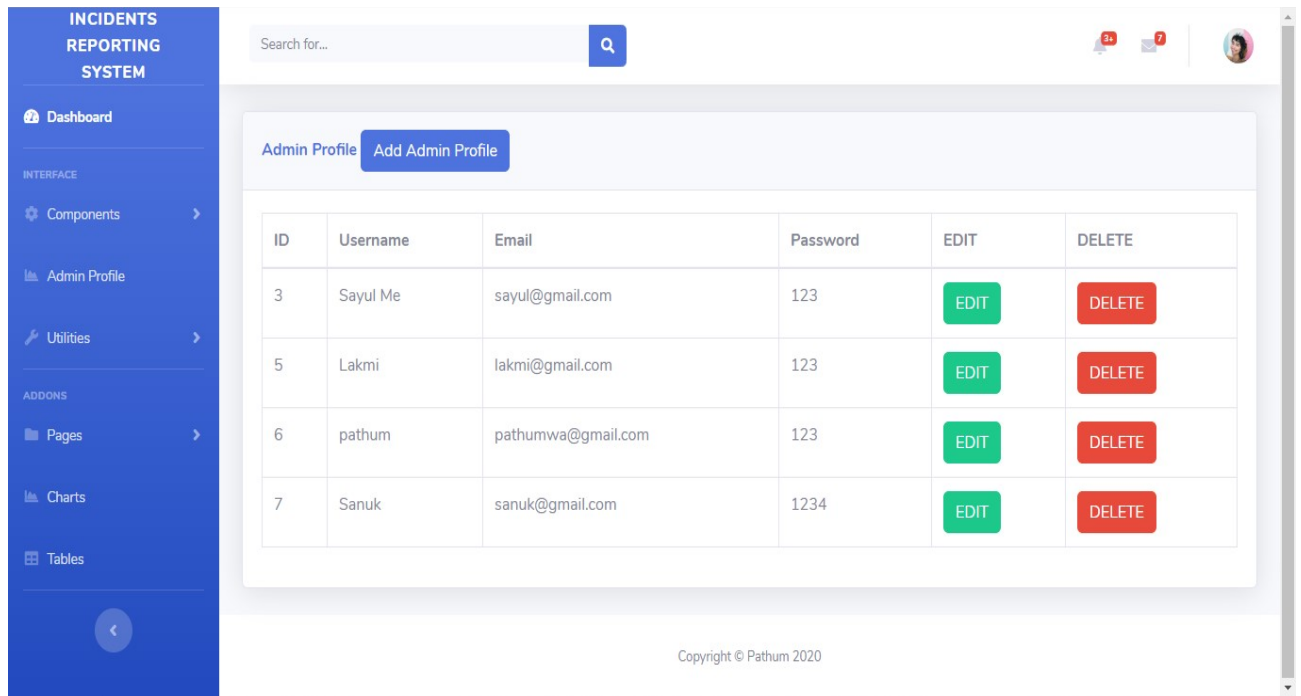 INCIDENTS
REPORTING
SYSTEM
Dashboard
INTERFACE
Components
Admin Profile
Utilities
ADDONS
Pages
Charts
Tables
Search for...
3+
7
Admin Profile Add Admin Profile
ID Username Email Password EDIT DELETE
3 Sayul Me sayul@gmail.com 123 EDIT DELETE
5 Lakmi lakmi@gmail.com 123 EDIT DELETE
6 pathum pathumwa@gmail.com 123 EDIT DELETE
7 Sanuk sanuk@gmail.com 1234 EDIT DELETE
Copyright © Pathum 2020